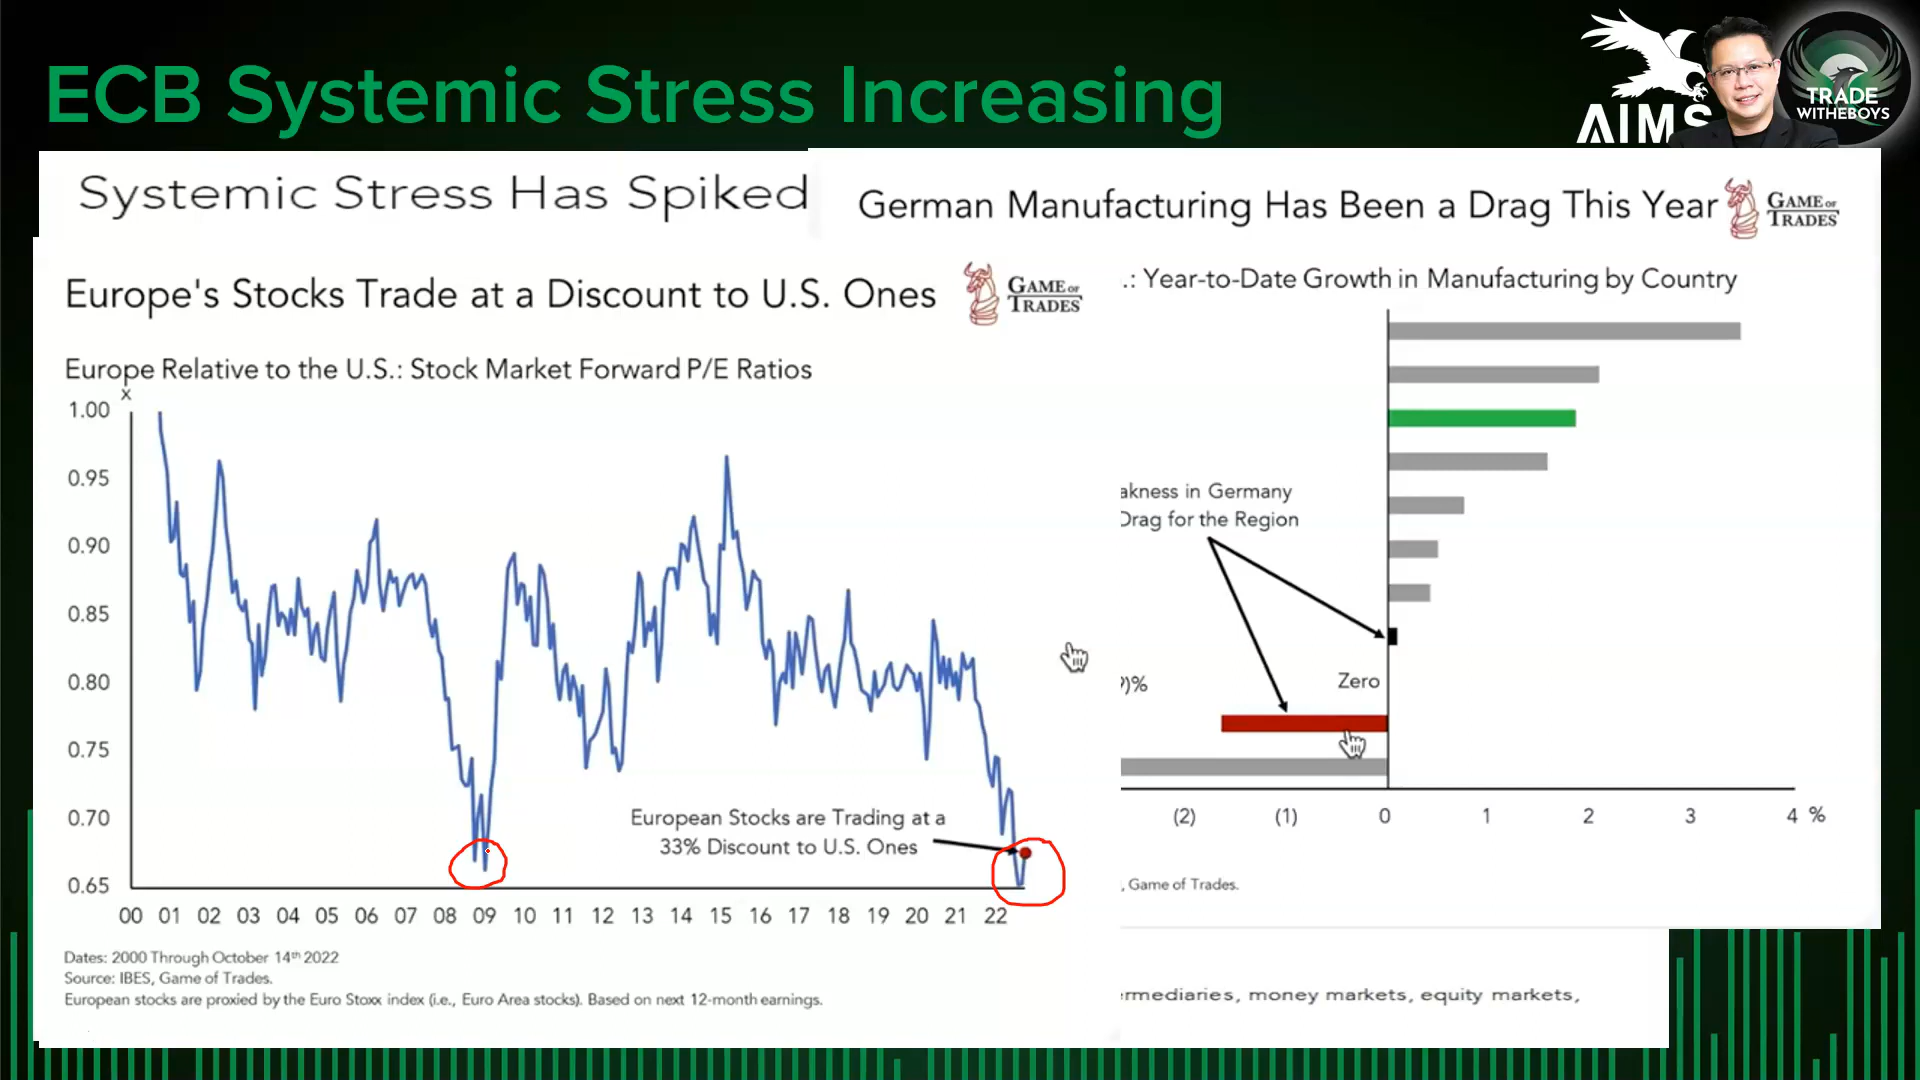 ECB Systemic Stress Increasing
AIMS
TRADE
WITHEBOYS
Systemic Stress Has Spiked
German Manufacturing Has Been a Drag This Year
GAME OF
TRADES
Europe's Stocks Trade at a Discount to U.S. Ones
GAME OF
TRADES
Europe Relative to the U.S.: Stock Market Forward P/E Ratios
x
1.00
0.95
0.90
0.85
0.80
0.75
0.70
0.65
European Stocks are Trading at a
33% Discount to U.S. Ones
00 01 02 03 04 05 06 07 08 09 10 11 12 13 14 15 16 17 18 19 20 21 22
Dates: 2000 Through October 14th 2022
Source: IBES, Game of Trades.
European stocks are proxied by the Euro Stoxx index (i.e., Euro Area stocks). Based on next 12-month earnings.
.: Year-to-Date Growth in Manufacturing by Country
akness in Germany
Drag for the Region
)%
Zero
(2) (1) 0 1 2 3 4 %
, Game of Trades.
rmediaries, money markets, equity markets,